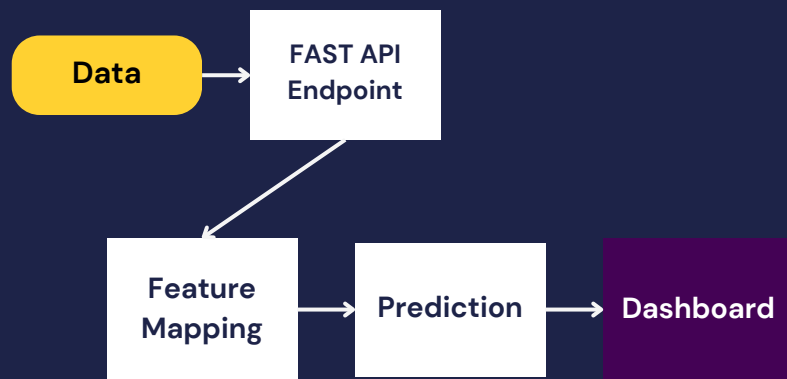 Data
FAST API
Endpoint
Feature
Mapping
Prediction
Dashboard